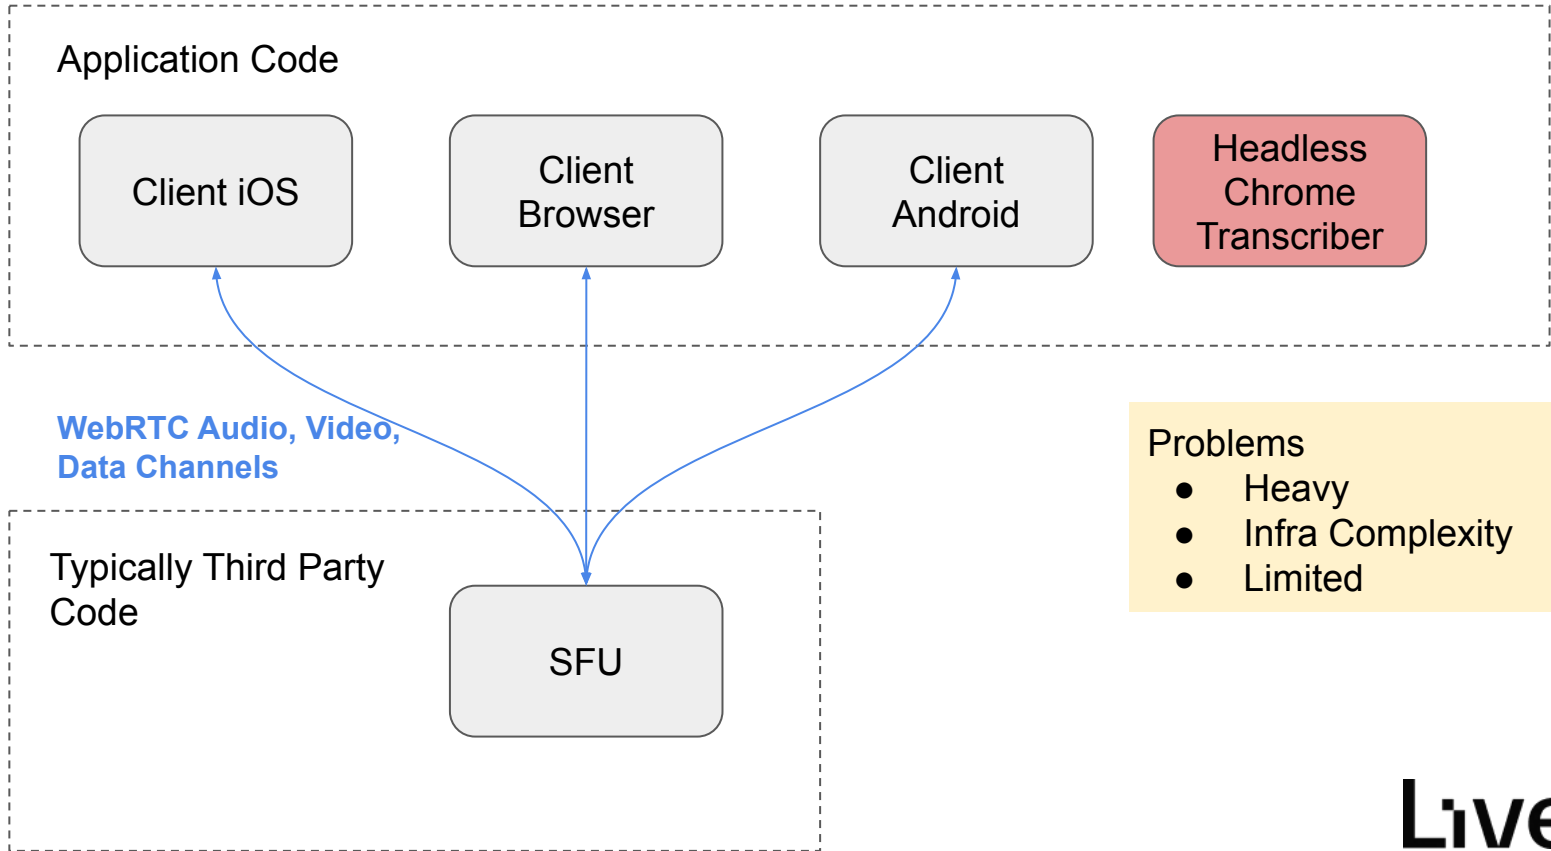 Application Code
Client iOS
Client
Browser
Client
Android
Headless
Chrome
Transcriber
WebRTC Audio, Video,
Data Channels
Problems
● Heavy
● Infra Complexity
● Limited
Typically Third Party
Code
SFU
Live